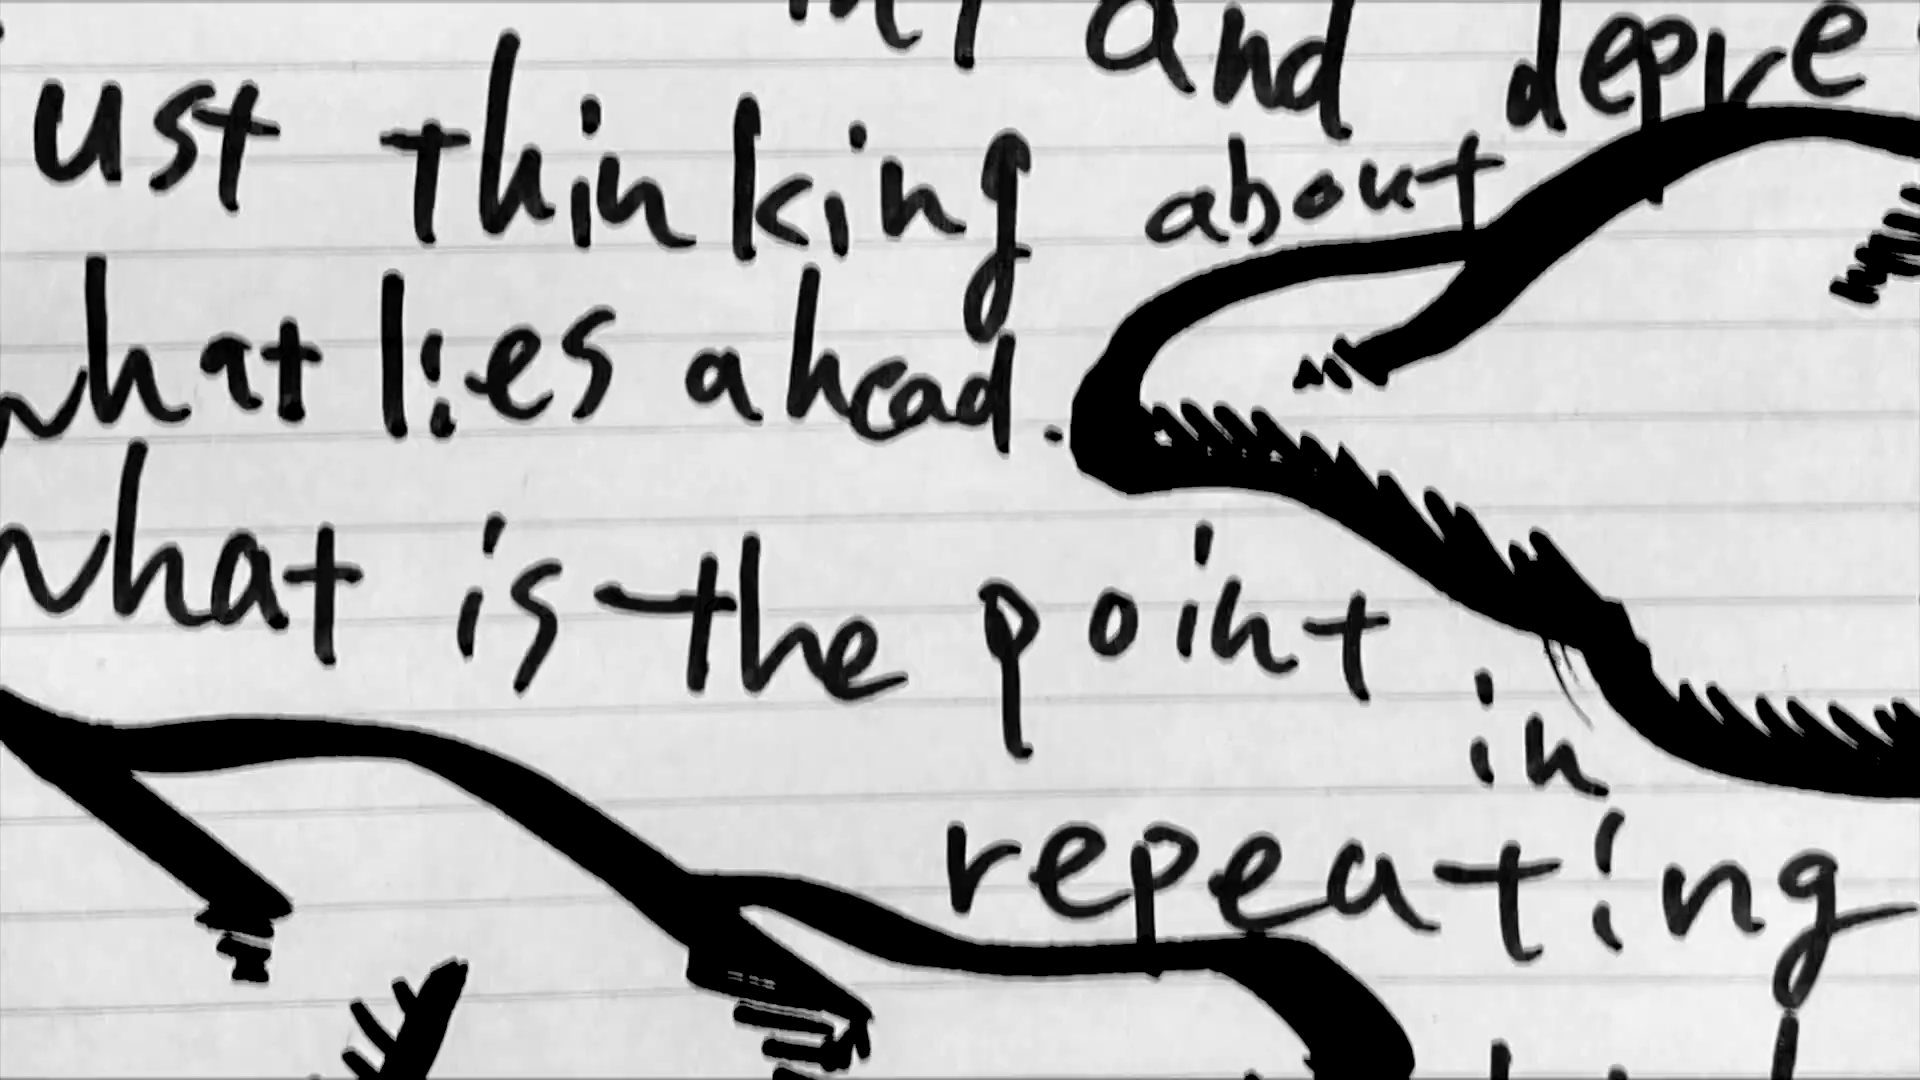 and depre
ust thinking about
what lies ahead.
what is the point
in
repeating